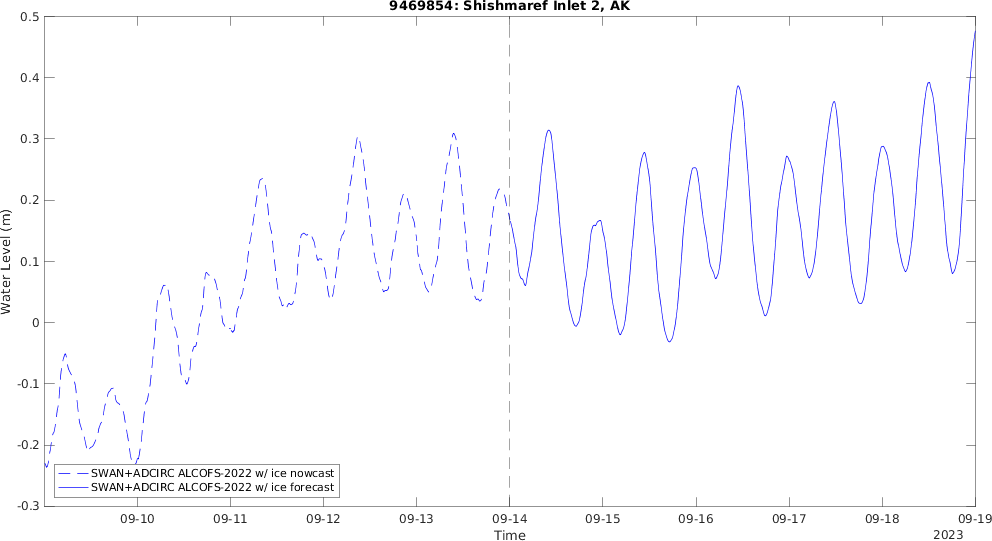 9469854: Shishmaref Inlet 2, AK
0.5
0.4
0.3
0.2
0.1
0
-0.1
-0.2
-0.3
Water Level (m)
SWAN+ADCIRC ALCOFS-2022 w/ ice nowcast
SWAN+ADCIRC ALCOFS-2022 w/ ice forecast
09-10 09-11 09-12 09-13 09-14 09-15 09-16 09-17 09-18 09-19
Time
2023